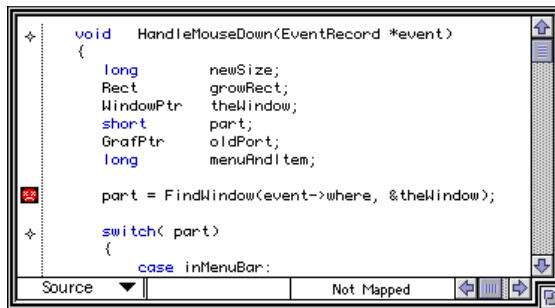 void HandleMouseDown(EventRecord *event)
{
long newSize;
Rect growRect;
WindowPtr theWindow;
short part;
GrafPtr oldPort;
long menuAndItem;
part = FindWindow(event->where, &theWindow);
switch( part)
{
case inMenuBar:
Source Not Mapped